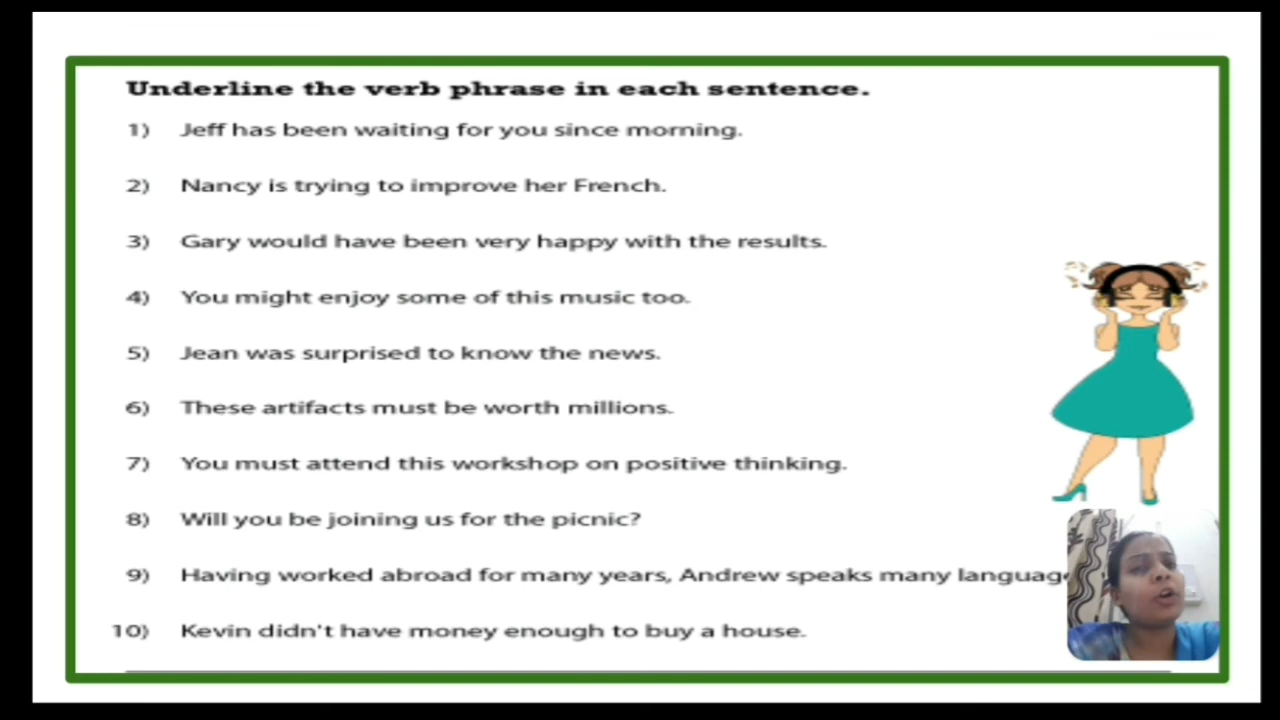 Underline the verb phrase in each sentence.
1) Jeff has been waiting for you since morning.
2) Nancy is trying to improve her French.
3) Gary would have been very happy with the results.
4) You might enjoy some of this music too.
5) Jean was surprised to know the news.
6) These artifacts must be worth millions.
7) You must attend this workshop on positive thinking.
8) Will you be joining us for the picnic?
9) Having worked abroad for many years, Andrew speaks many
10) Kevin didn't have money enough to buy a house.